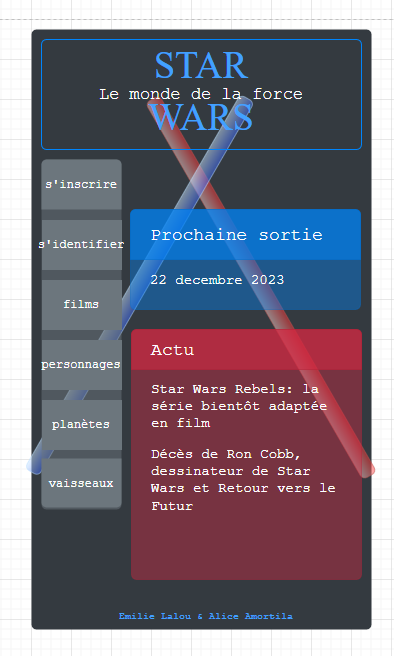 STAR
Le monde de la force
WARS
s'inscrire
s'identifier
films
personnages
planètes
vaisseaux
Prochaine sortie
22 decembre 2023
Actu
Star Wars Rebels: la
série bientôt adaptée
en film
Décès de Ron Cobb,
dessinateur de Star
Wars et Retour vers le
Futur
Emilie Lalou & Alice Amortila